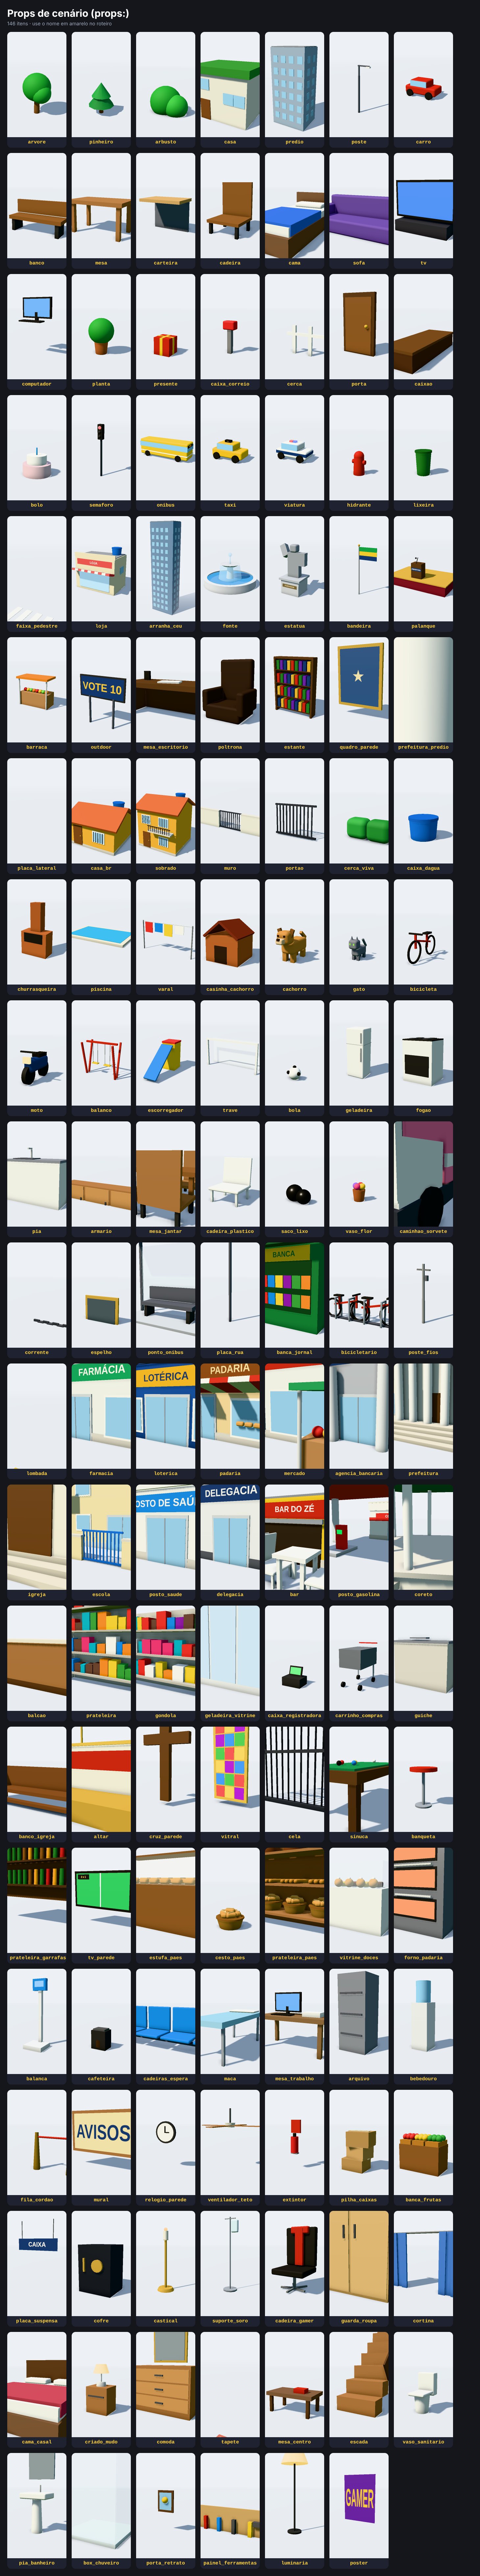 Props de cenário (props:)
146 itens · use o nome em amarelo no roteiro
arvore pinheiro arbusto casa predio poste carro
banco mesa carteira cadeira cama sofa tv
computador planta presente caixa_correio cerca porta caixao
bolo semaforo onibus taxi viatura hidrante lixeira
faixa_pedestre loja arranha_ceu fonte estatua bandeira palanque
VOTE 10
barraca outdoor mesa_escritorio poltrona estante quadro_parede prefeitura_predio
placa_lateral casa_br sobrado muro portao cerca_viva caixa_dagua
churrasqueira piscina varal casinha_cachorro cachorro gato bicicleta
moto balanco escorregador trave bola geladeira fogao
pia armario mesa_jantar cadeira_plastico saco_lixo vaso_flor caminhao_sorvete
BANCA
corrente espelho ponto_onibus placa_rua banca_jornal bicicletario poste_fios
FARMÁCIA LOTÉRICA PADARIA
lombada farmacia loterica padaria mercado agencia_bancaria prefeitura
OSTO DE SAÚ DELEGACIA BAR DO ZÉ
igreja escola posto_saude delegacia bar posto_gasolina coreto
balcao prateleira gondola geladeira_vitrine caixa_registradora carrinho_compras guiche
banco_igreja altar cruz_parede vitral cela sinuca banqueta
prateleira_garrafas tv_parede estufa_paes cesto_paes prateleira_paes vitrine_doces forno_padaria
balanca cafeteira cadeiras_espera maca mesa_trabalho arquivo bebedouro
AVISOS
fila_cordao mural relogio_parede ventilador_teto extintor pilha_caixas banca_frutas
CAIXA
placa_suspensa cofre castical suporte_soro cadeira_gamer guarda_roupa cortina
cama_casal criado_mudo comoda tapete mesa_centro escada vaso_sanitario
GAMER
pia_banheiro box_chuveiro porta_retrato painel_ferramentas luminaria poster